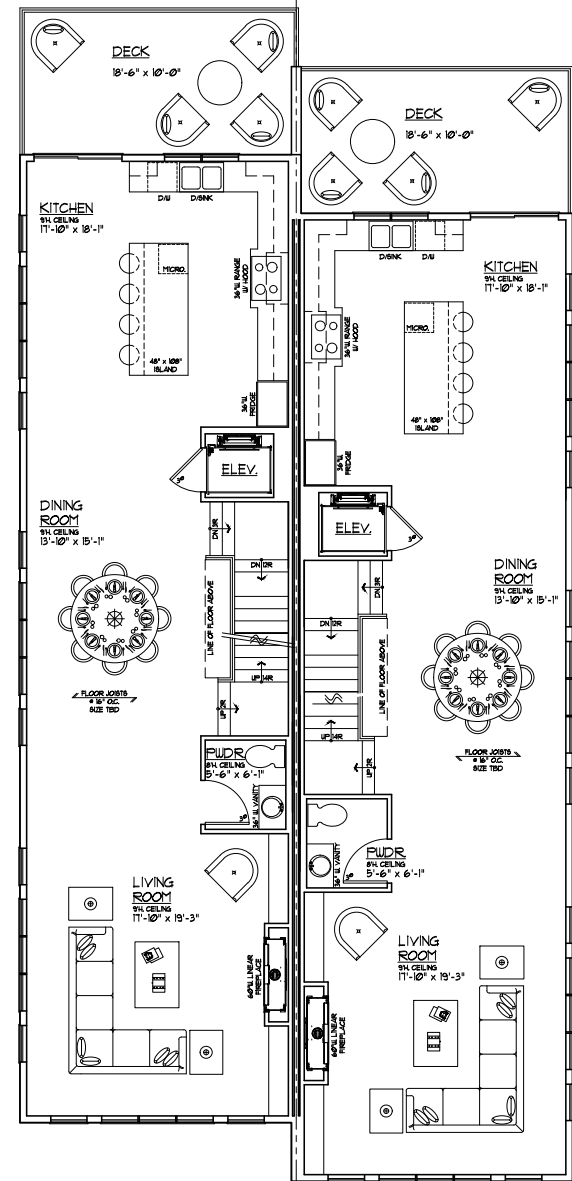 DECK
18'-6" x 10'-0"
D/W
D/SINK
KITCHEN
9'H. CEILING
17'-10" x 18'-1"
MICRO.
36"W. RANGE
W/ HOOD
48" x 108"
ISLAND
36"W.
FRIDGE
ELEV.
3°
DINING
ROOM
9'H. CEILING
13'-10" x 15'-1"
DN 3R
DN 12R
LINE OF FLOOR ABOVE
UP 14R
UP 2R
FLOOR JOISTS
@ 16" O.C.
SIZE TBD
PWDR
8'H. CEILING
5'-6" x 6'-1"
36" W. VANITY
3°
LIVING
ROOM
9'H. CEILING
17'-10" x 19'-3"
60"W. LINEAR
FIREPLACE
DECK
18'-6" x 10'-0"
D/SINK
D/W
KITCHEN
9'H. CEILING
17'-10" x 18'-1"
MICRO.
36"W. RANGE
W/ HOOD
48" x 108"
ISLAND
36"W.
FRIDGE
ELEV.
3°
DINING
ROOM
9'H. CEILING
13'-10" x 15'-1"
DN 3R
DN 12R
LINE OF FLOOR ABOVE
UP 14R
UP 2R
FLOOR JOISTS
@ 16" O.C.
SIZE TBD
PWDR
8'H. CEILING
5'-6" x 6'-1"
36" W. VANITY
3°
LIVING
ROOM
9'H. CEILING
17'-10" x 19'-3"
60"W. LINEAR
FIREPLACE